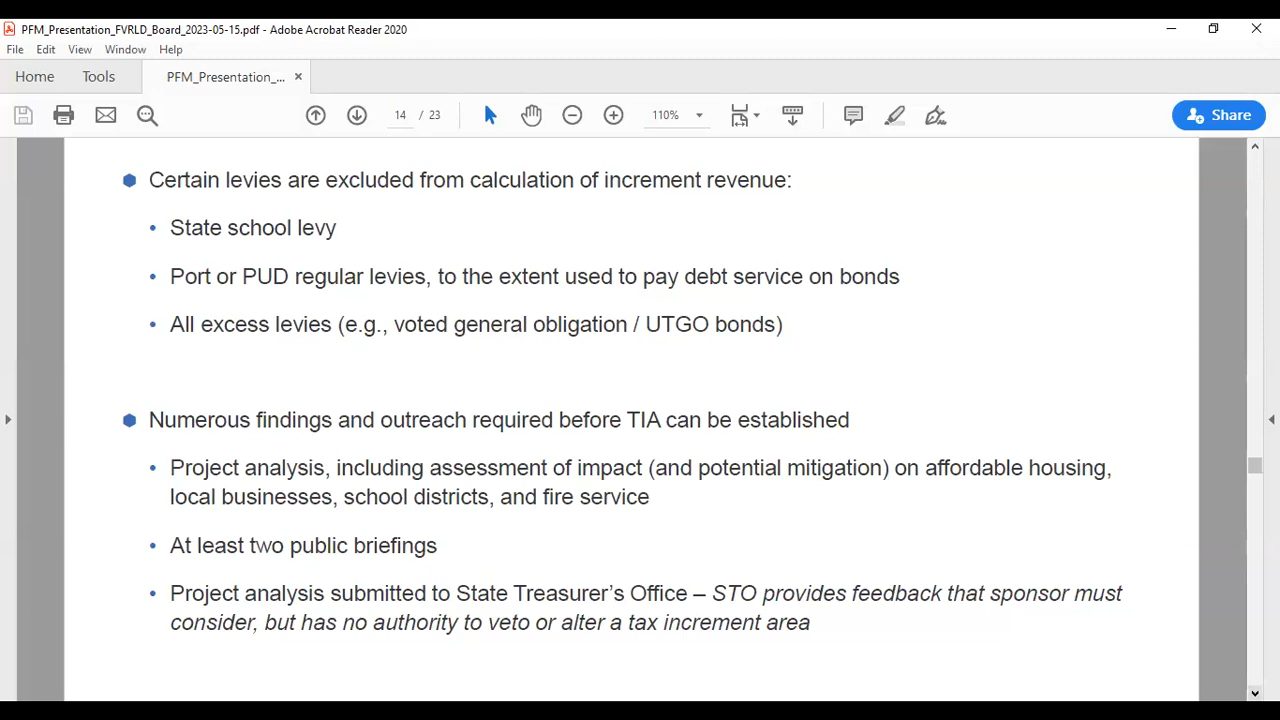 PFM_Presentation_FVRLD_Board_2023-05-15.pdf - Adobe Acrobat Reader 2020
File Edit View Window Help
Home Tools PFM_Presentation_... ×
14 / 23 110% Share
Certain levies are excluded from calculation of increment revenue:
• State school levy
• Port or PUD regular levies, to the extent used to pay debt service on bonds
• All excess levies (e.g., voted general obligation / UTGO bonds)
Numerous findings and outreach required before TIA can be established
• Project analysis, including assessment of impact (and potential mitigation) on affordable housing,
local businesses, school districts, and fire service
• At least two public briefings
• Project analysis submitted to State Treasurer’s Office – STO provides feedback that sponsor must
consider, but has no authority to veto or alter a tax increment area